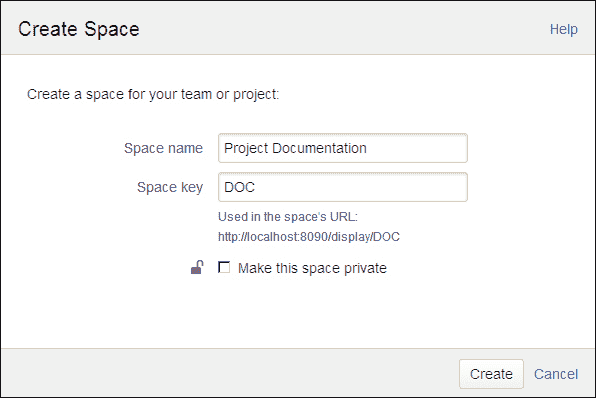 Create Space Help
Create a space for your team or project:
Space name Project Documentation
Space key DOC
Used in the space's URL:
http://localhost:8090/display/DOC
Make this space private
Create Cancel